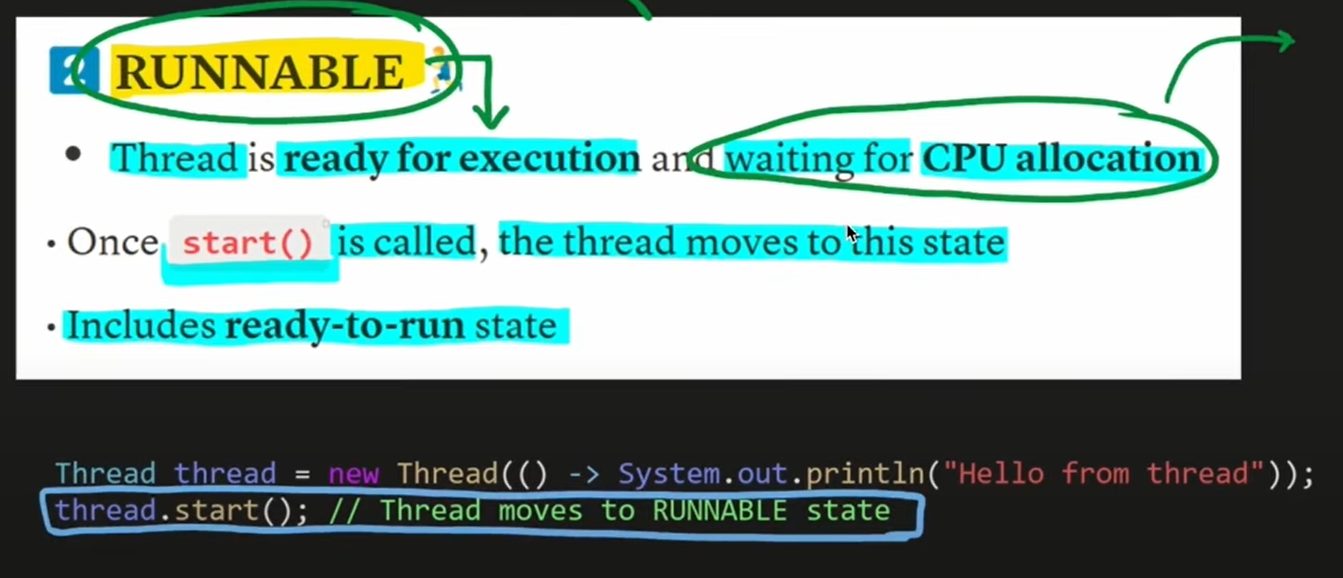 2 RUNNABLE
• Thread is ready for execution and waiting for CPU allocation
• Once start() is called, the thread moves to this state
• Includes ready-to-run state
Thread thread = new Thread(() -> System.out.println("Hello from thread"));
thread.start(); // Thread moves to RUNNABLE state